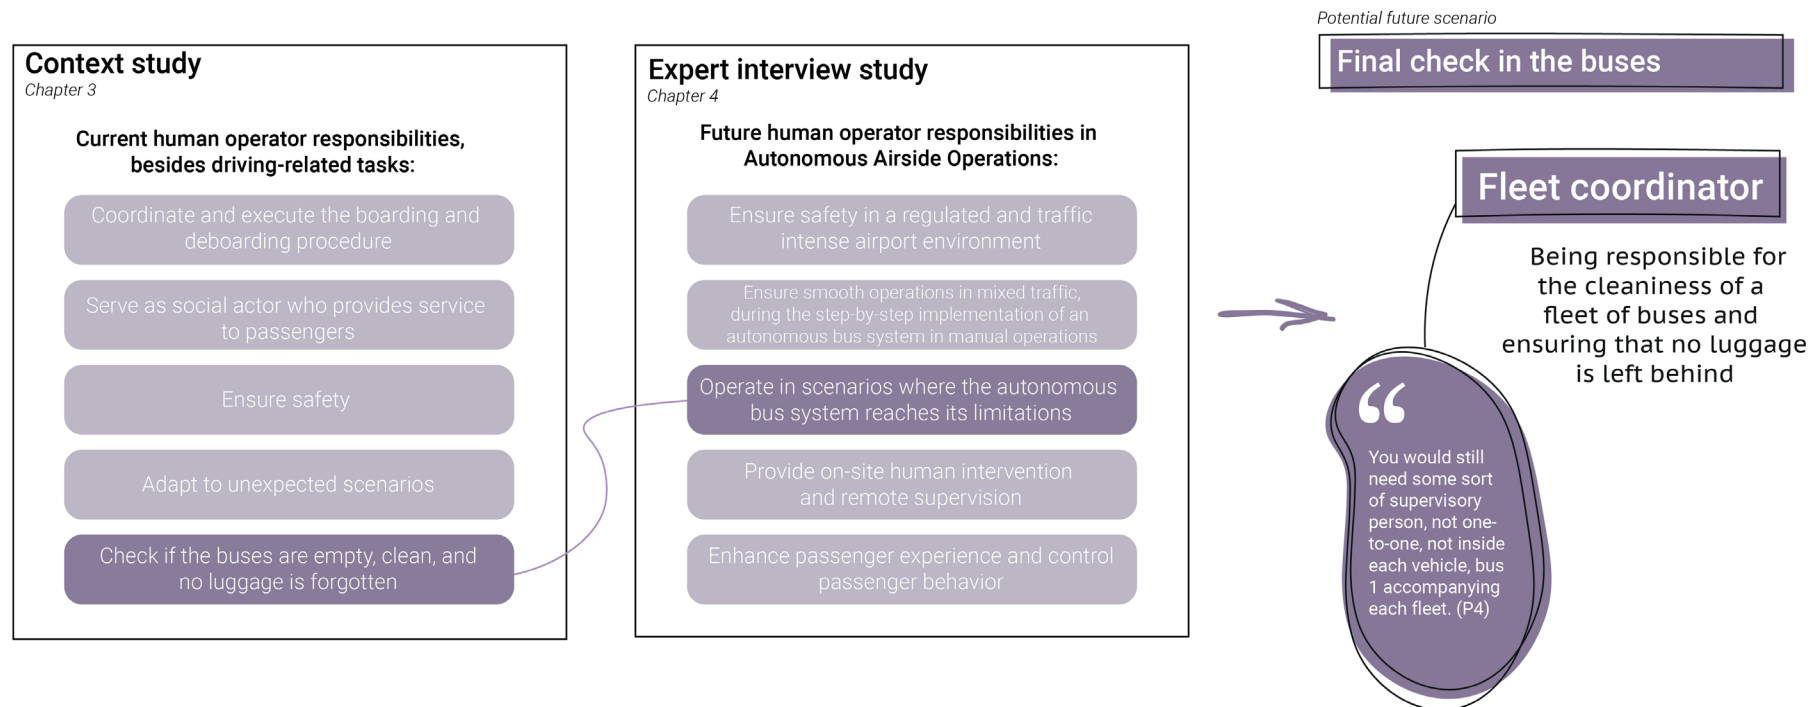 Context study
Chapter 3
Current human operator responsibilities,
besides driving-related tasks:
Coordinate and execute the boarding and
deboarding procedure
Serve as social actor who provides service
to passengers
Ensure safety
Adapt to unexpected scenarios
Check if the buses are empty, clean, and
no luggage is forgotten
Expert interview study
Chapter 4
Future human operator responsibilities in
Autonomous Airside Operations:
Ensure safety in a regulated and traffic
intense airport environment
Ensure smooth operations in mixed traffic,
during the step-by-step implementation of an
autonomous bus system in manual operations
Operate in scenarios where the autonomous
bus system reaches its limitations
Provide on-site human intervention
and remote supervision
Enhance passenger experience and control
passenger behavior
Potential future scenario
Final check in the buses
Fleet coordinator
Being responsible for
the cleaniness of a
fleet of buses and
ensuring that no luggage
is left behind
“
You would still
need some sort
of supervisory
person, not one-
to-one, not inside
each vehicle, bus
1 accompanying
each fleet. (P4)